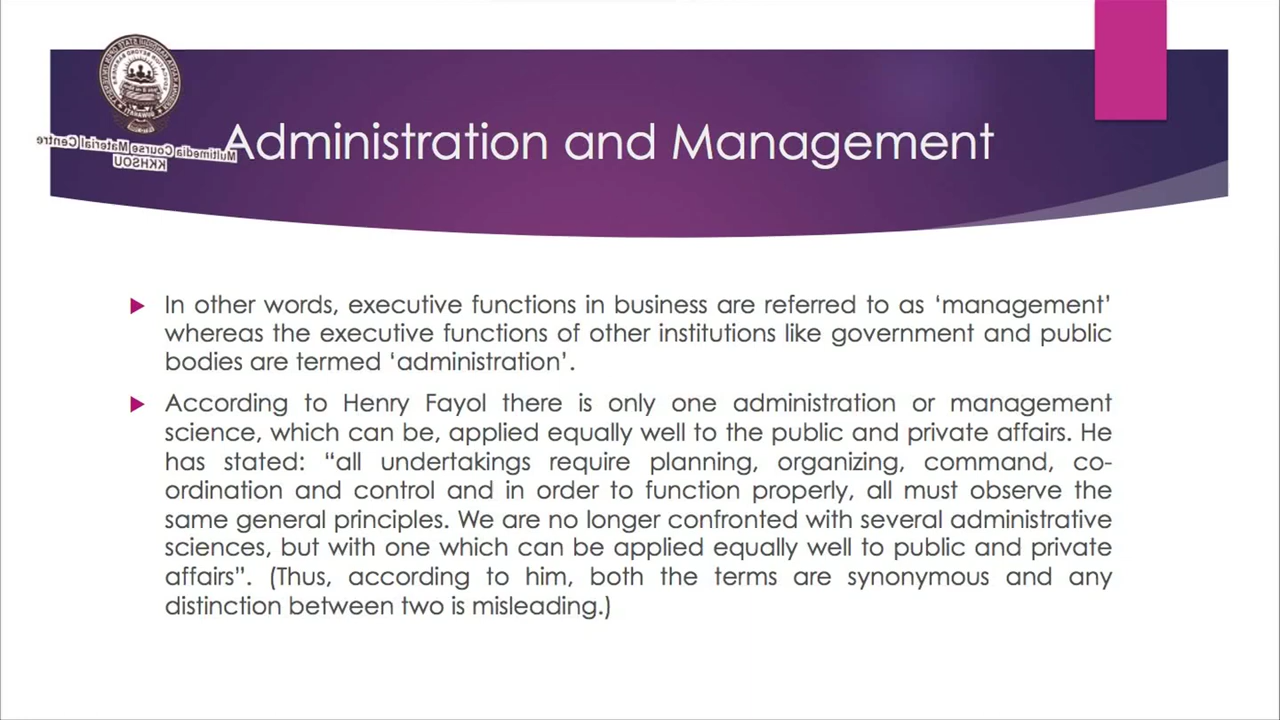 Multimedia Course Material Centre
KKHSOU
Administration and Management
In other words, executive functions in business are referred to as ‘management’
whereas the executive functions of other institutions like government and public
bodies are termed ‘administration’.
According to Henry Fayol there is only one administration or management
science, which can be, applied equally well to the public and private affairs. He
has stated: “all undertakings require planning, organizing, command, co-
ordination and control and in order to function properly, all must observe the
same general principles. We are no longer confronted with several administrative
sciences, but with one which can be applied equally well to public and private
affairs”. (Thus, according to him, both the terms are synonymous and any
distinction between two is misleading.)